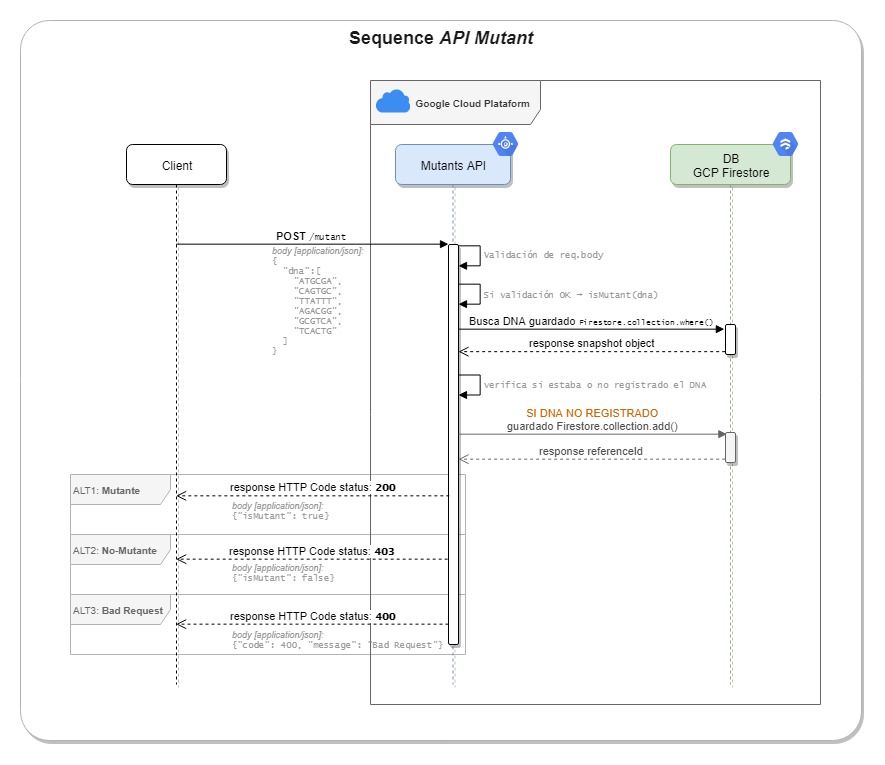 Sequence API Mutant
Google Cloud Plataform
Client
Mutants API
DB
GCP Firestore
POST /mutant
body [application/json]:
{
"dna":[
"ATGCGA",
"CAGTGC",
"TTATTT",
"AGACGG",
"GCGTCA",
"TCACTG"
]
}
Validación de req.body
Si validación OK → isMutant(dna)
Busca DNA guardado Firestore.collection.where()
response snapshot object
verifica si estaba o no registrado el DNA
SI DNA NO REGISTRADO
guardado Firestore.collection.add()
response referenceId
ALT1: Mutante
response HTTP Code status: 200
body [application/json]:
{"isMutant": true}
ALT2: No-Mutante
response HTTP Code status: 403
body [application/json]:
{"isMutant": false}
ALT3: Bad Request
response HTTP Code status: 400
body [application/json]:
{"code": 400, "message": "Bad Request"}